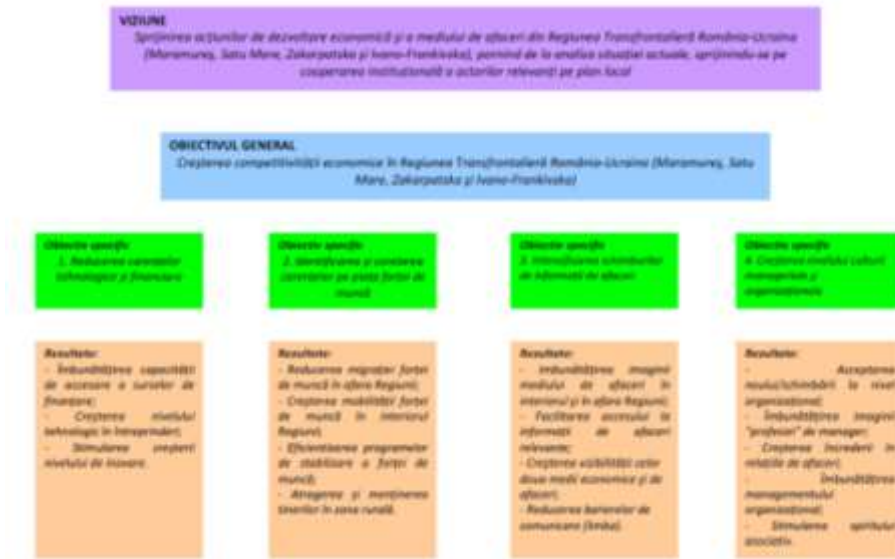 VIZIUNE
Sprijinirea acțiunilor de dezvoltare economică și a mediului de afaceri din Regiunea Transfrontalieră România-Ucraina
(Maramureș, Satu Mare, Zakarpatska și Ivano-Frankivska), pornind de la analiza situației actuale, sprijinindu-se pe
cooperarea instituțională a actorilor relevanți pe plan local
OBIECTIVUL GENERAL
Creșterea competitivității economice în Regiunea Transfrontalieră România-Ucraina (Maramureș, Satu
Mare, Zakarpatska și Ivano-Frankivska)
Obiectiv specific
1. Reducerea carențelor
tehnologice și financiare
Obiectiv specific
2. Identificarea și corelarea
carențelor pe piața forței de
muncă
Obiectiv specific
3. Intensificarea schimburilor
de informații de afaceri
Obiectiv specific
4. Creșterea nivelului culturii
manageriale și
organizaționale
Rezultate:
- Îmbunătățirea capacității
de accesare a surselor de
finanțare;
- Creșterea nivelului
tehnologic în întreprinderi;
- Stimularea creșterii
nivelului de inovare.
Rezultate:
- Reducerea migrației forței
de muncă în afara Regiunii;
- Creșterea mobilității forței
de muncă în interiorul
Regiunii;
- Eficientizarea programelor
de stabilizare a forței de
muncă;
- Atragerea și menținerea
tinerilor în zona rurală.
Rezultate:
- Imbunătățirea imaginii
mediului de afaceri în
interiorul și în afara Regiunii;
- Facilitarea accesului la
informații de afaceri
relevante;
- Creșterea vizibilității celor
doua medii economice și de
afaceri;
- Reducerea barierelor de
comunicare (limba).
Rezultate:
- Acceptarea
noului/schimbării la nivel
organizațional;
- Îmbunătățirea imaginii
"profesiei" de manager;
- Creșterea încrederii în
relațiile de afaceri;
- Îmbunătățirea
managementului
organizațional;
- Stimularea spiritului
asociativ.